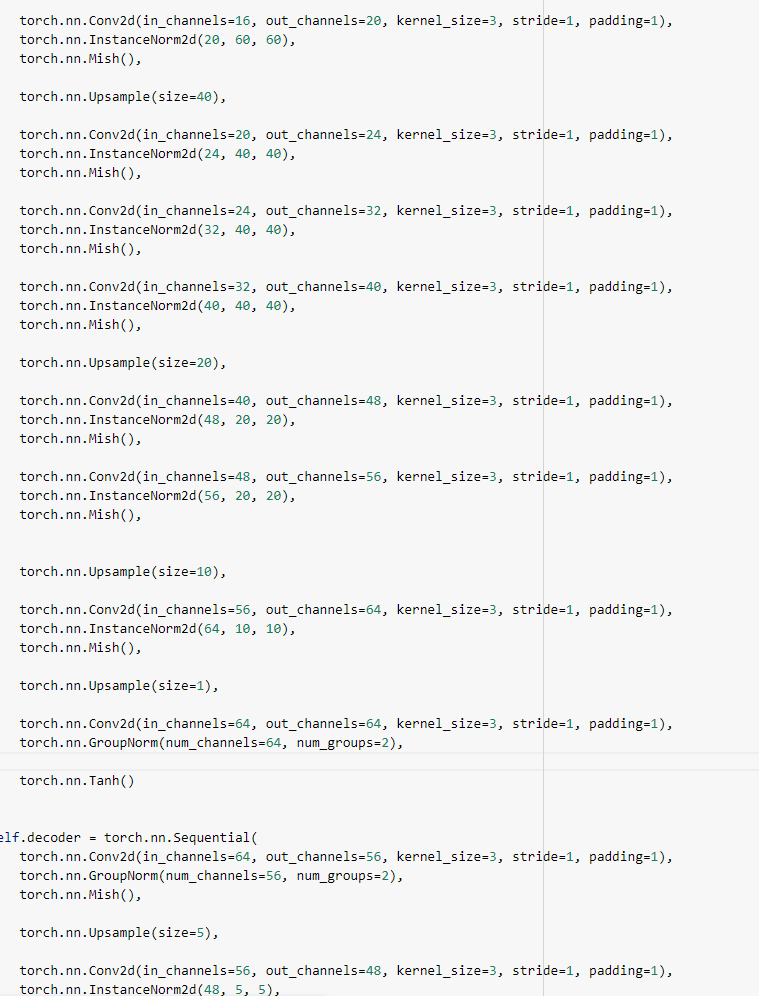 torch.nn.Conv2d(in_channels=16, out_channels=20, kernel_size=3, stride=1, padding=1),
torch.nn.InstanceNorm2d(20, 60, 60),
torch.nn.Mish(),
torch.nn.Upsample(size=40),
torch.nn.Conv2d(in_channels=20, out_channels=24, kernel_size=3, stride=1, padding=1),
torch.nn.InstanceNorm2d(24, 40, 40),
torch.nn.Mish(),
torch.nn.Conv2d(in_channels=24, out_channels=32, kernel_size=3, stride=1, padding=1),
torch.nn.InstanceNorm2d(32, 40, 40),
torch.nn.Mish(),
torch.nn.Conv2d(in_channels=32, out_channels=40, kernel_size=3, stride=1, padding=1),
torch.nn.InstanceNorm2d(40, 40, 40),
torch.nn.Mish(),
torch.nn.Upsample(size=20),
torch.nn.Conv2d(in_channels=40, out_channels=48, kernel_size=3, stride=1, padding=1),
torch.nn.InstanceNorm2d(48, 20, 20),
torch.nn.Mish(),
torch.nn.Conv2d(in_channels=48, out_channels=56, kernel_size=3, stride=1, padding=1),
torch.nn.InstanceNorm2d(56, 20, 20),
torch.nn.Mish(),
torch.nn.Upsample(size=10),
torch.nn.Conv2d(in_channels=56, out_channels=64, kernel_size=3, stride=1, padding=1),
torch.nn.InstanceNorm2d(64, 10, 10),
torch.nn.Mish(),
torch.nn.Upsample(size=1),
torch.nn.Conv2d(in_channels=64, out_channels=64, kernel_size=3, stride=1, padding=1),
torch.nn.GroupNorm(num_channels=64, num_groups=2),
torch.nn.Tanh()
elf.decoder = torch.nn.Sequential(
torch.nn.Conv2d(in_channels=64, out_channels=56, kernel_size=3, stride=1, padding=1),
torch.nn.GroupNorm(num_channels=56, num_groups=2),
torch.nn.Mish(),
torch.nn.Upsample(size=5),
torch.nn.Conv2d(in_channels=56, out_channels=48, kernel_size=3, stride=1, padding=1),
torch.nn.InstanceNorm2d(48, 5, 5),